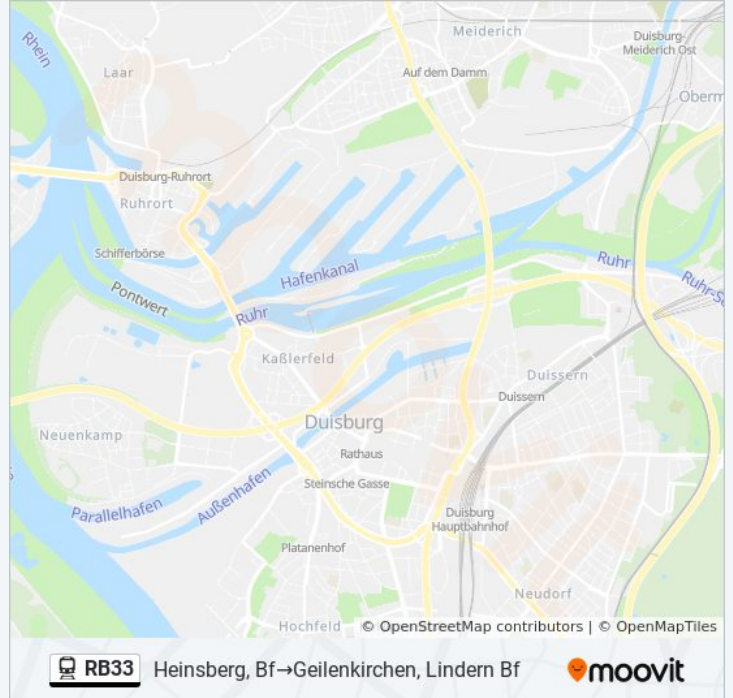 Rhein
Meiderich
Duisburg-
Meiderich Ost
Laar
Auf dem Damm
Oberm
Duisburg-Ruhrort
Ruhrort
Schifferbörse
Hafenkanal
Ruhr
Ruhr-S
Pontwert
Ruhr
Kaßlerfeld
Duissern
Duissern
Duisburg
Neuenkamp
Rathaus
Steinsche Gasse
Parallelhafen
Außenhafen
Duisburg
Hauptbahnhof
Platanenhof
Neudorf
Hochfeld
© OpenStreetMap contributors | © OpenMapTiles
RB33 Heinsberg, Bf→Geilenkirchen, Lindern Bf moovit